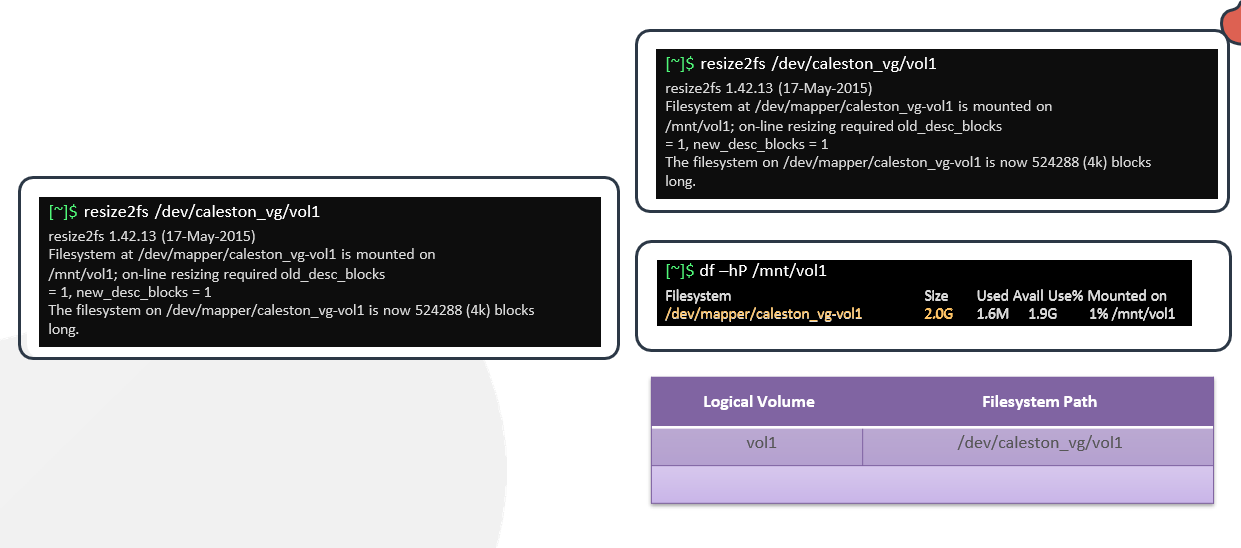 [~]$ resize2fs /dev/caleston_vg/vol1
resize2fs 1.42.13 (17-May-2015)
Filesystem at /dev/mapper/caleston_vg-vol1 is mounted on
/mnt/vol1; on-line resizing required old_desc_blocks
= 1, new_desc_blocks = 1
The filesystem on /dev/mapper/caleston_vg-vol1 is now 524288 (4k) blocks
long.
[~]$ resize2fs /dev/caleston_vg/vol1
resize2fs 1.42.13 (17-May-2015)
Filesystem at /dev/mapper/caleston_vg-vol1 is mounted on
/mnt/vol1; on-line resizing required old_desc_blocks
= 1, new_desc_blocks = 1
The filesystem on /dev/mapper/caleston_vg-vol1 is now 524288 (4k) blocks
long.
[~]$ df –hP /mnt/vol1
Filesystem Size Used Avail Use% Mounted on
/dev/mapper/caleston_vg-vol1 2.0G 1.6M 1.9G 1% /mnt/vol1
Logical Volume Filesystem Path
vol1 /dev/caleston_vg/vol1